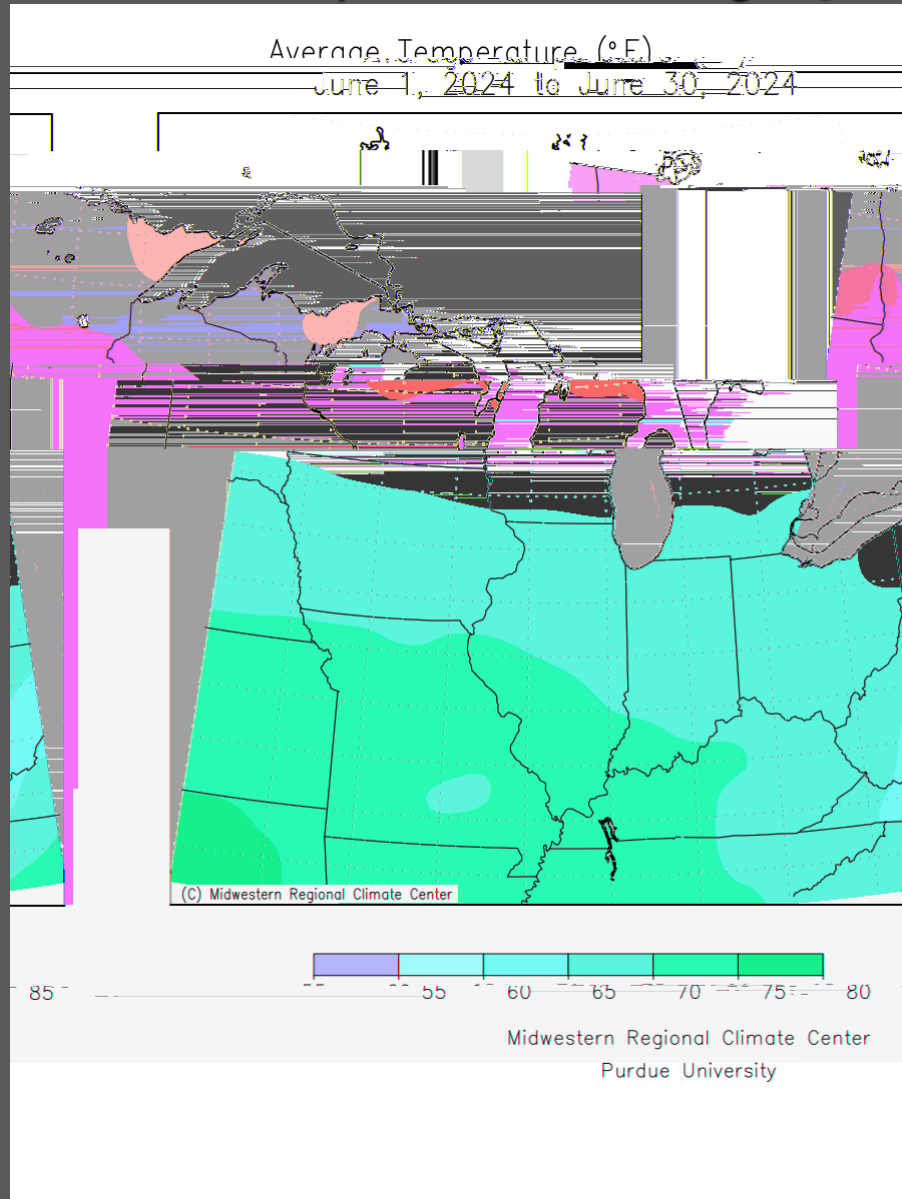 Average Temperature (°F)
June 1, 2024 to June 30, 2024
(C) Midwestern Regional Climate Center
85 55 60 65 70 75 80
Midwestern Regional Climate Center
Purdue University